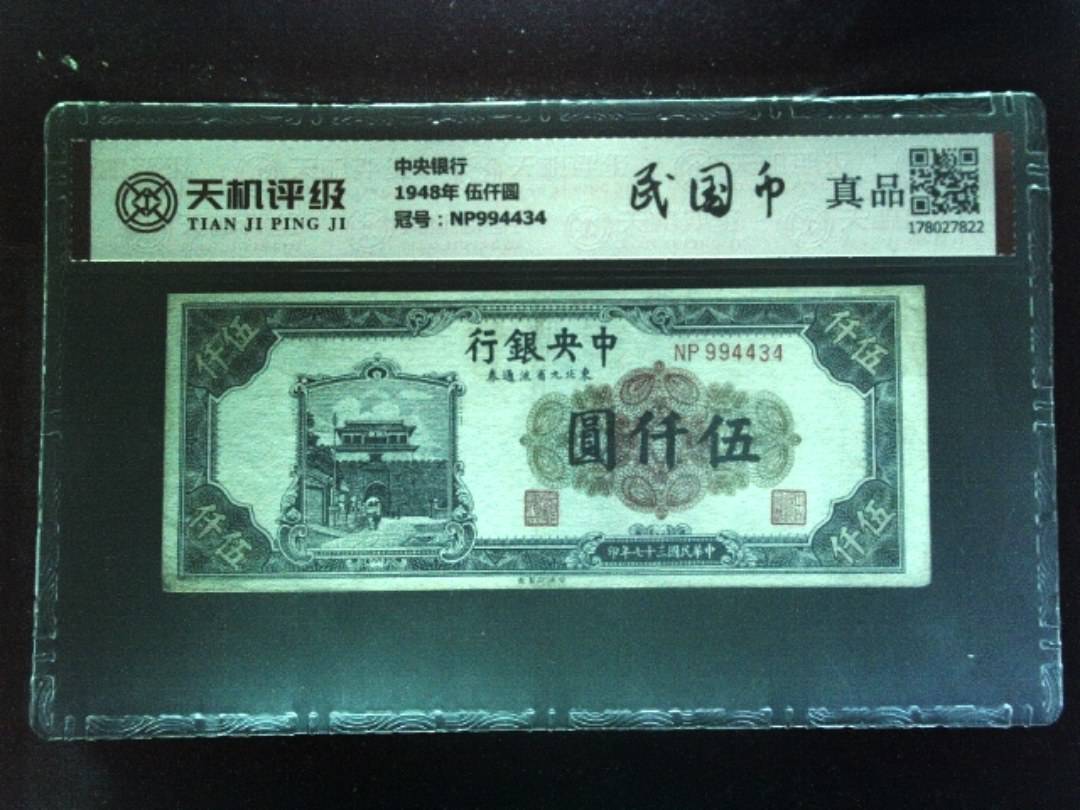 天机评级
TIAN JI PING JI
中央银行
1948年 伍仟圆
冠号：NP994434
民国币
真品
178027822
仟伍
仟伍
行銀央中
NP 994434
券通流省九北東
圓仟伍
印年七十三國民華中
仟伍
仟伍